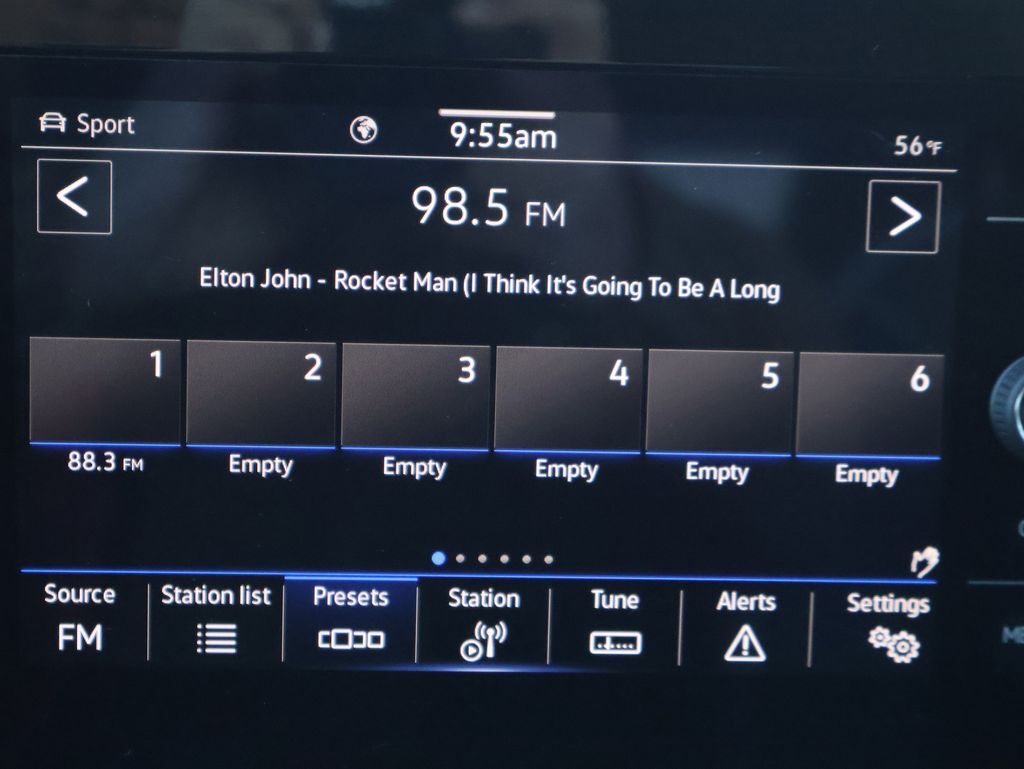 Sport
9:55am
56°F
98.5 FM
Elton John - Rocket Man (I Think It's Going To Be A Long
1 2 3 4 5 6
88.3 FM Empty Empty Empty Empty Empty
Source Station list Presets Station Tune Alerts Settings
FM